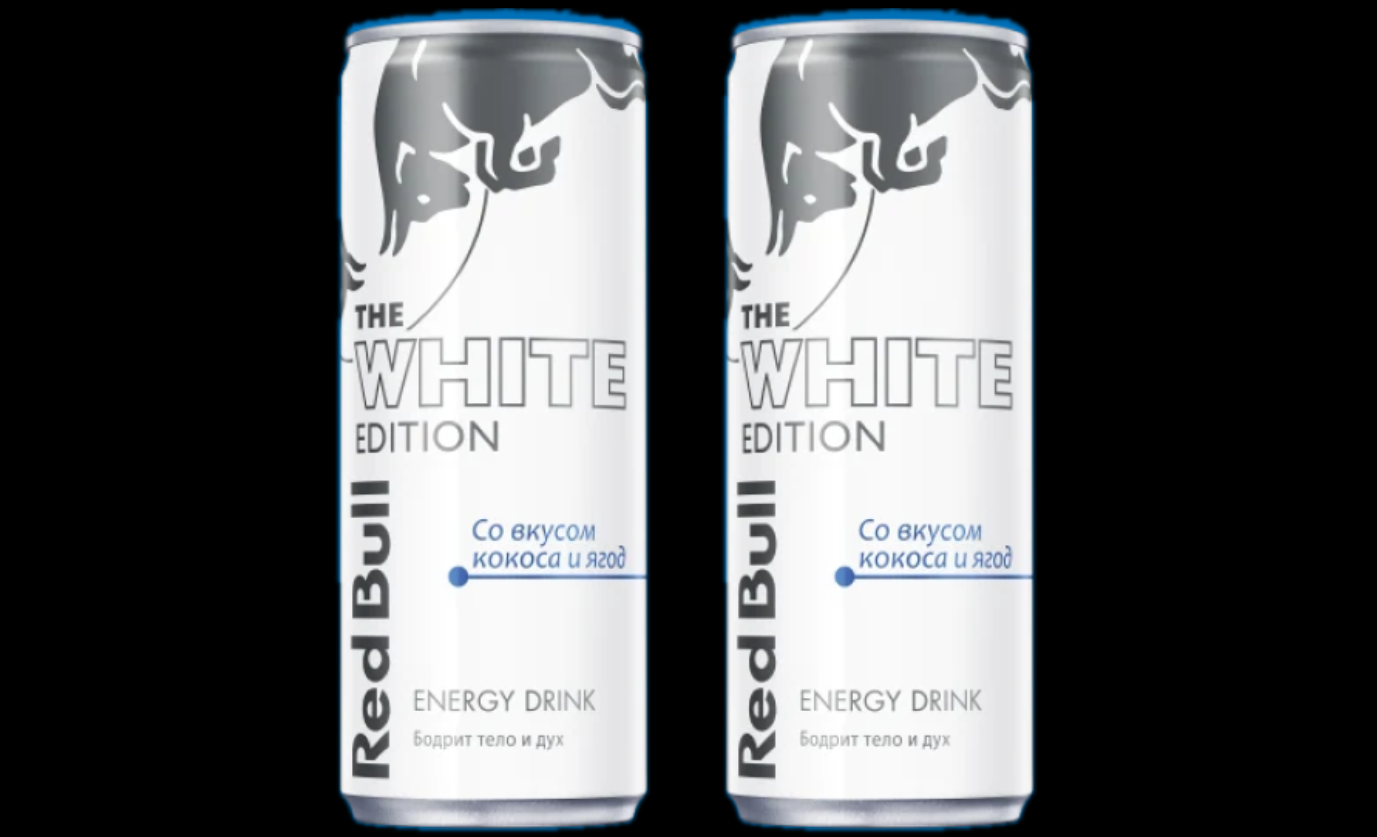 THE
WHITE
EDITION
Red Bull
Со вкусом
кокоса и ягод
ENERGY DRINK
Бодрит тело и дух
THE
WHITE
EDITION
Red Bull
Со вкусом
кокоса и ягод
ENERGY DRINK
Бодрит тело и дух